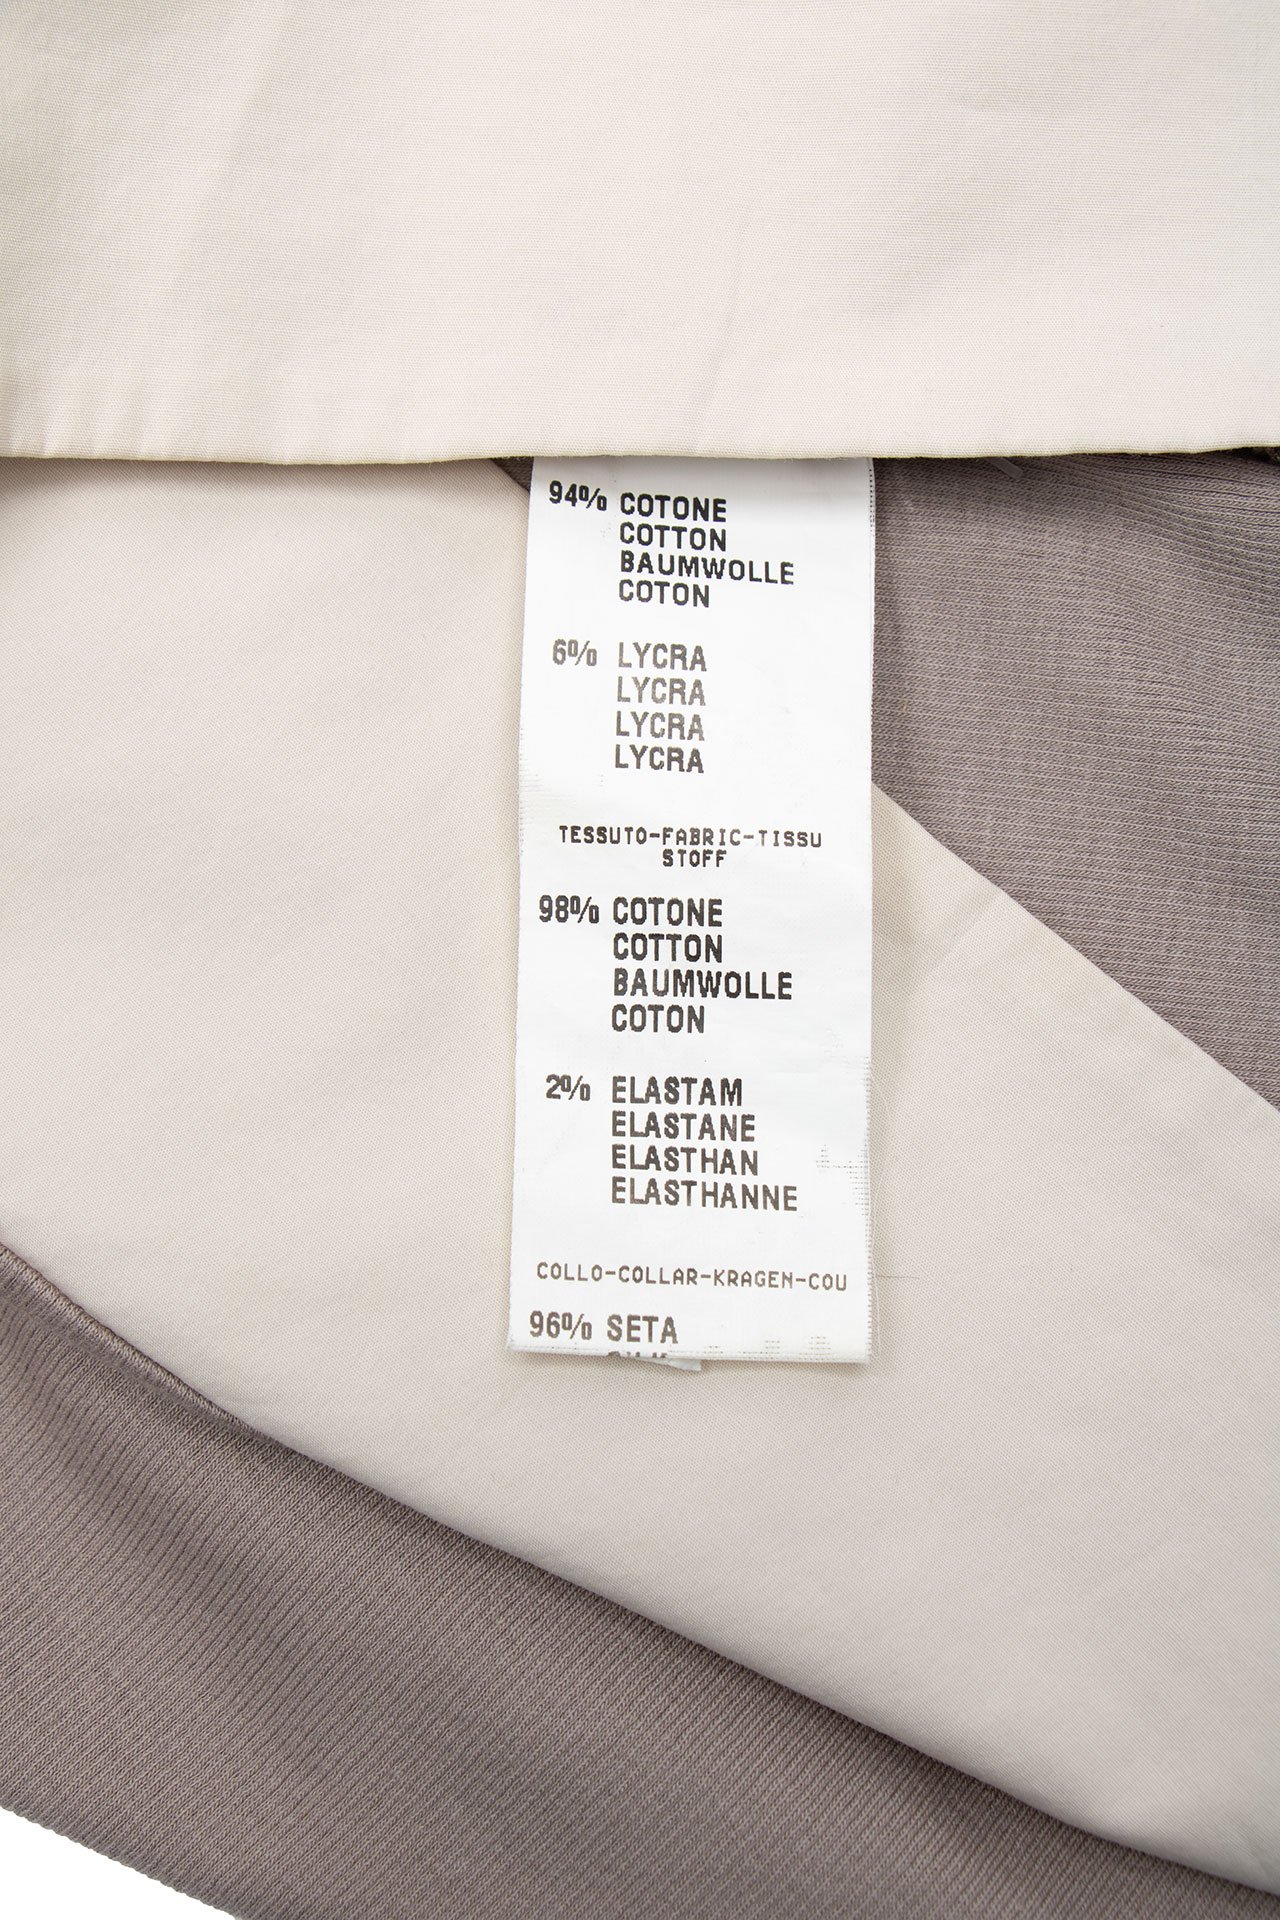 94% COTONE
COTTON
BAUMWOLLE
COTON
6% LYCRA
LYCRA
LYCRA
LYCRA
TESSUTO-FABRIC-TISSU
STOFF
98% COTONE
COTTON
BAUMWOLLE
COTON
2% ELASTAM
ELASTANE
ELASTHAN
ELASTHANNE
COLLO-COLLAR-KRAGEN-COU
96% SETA